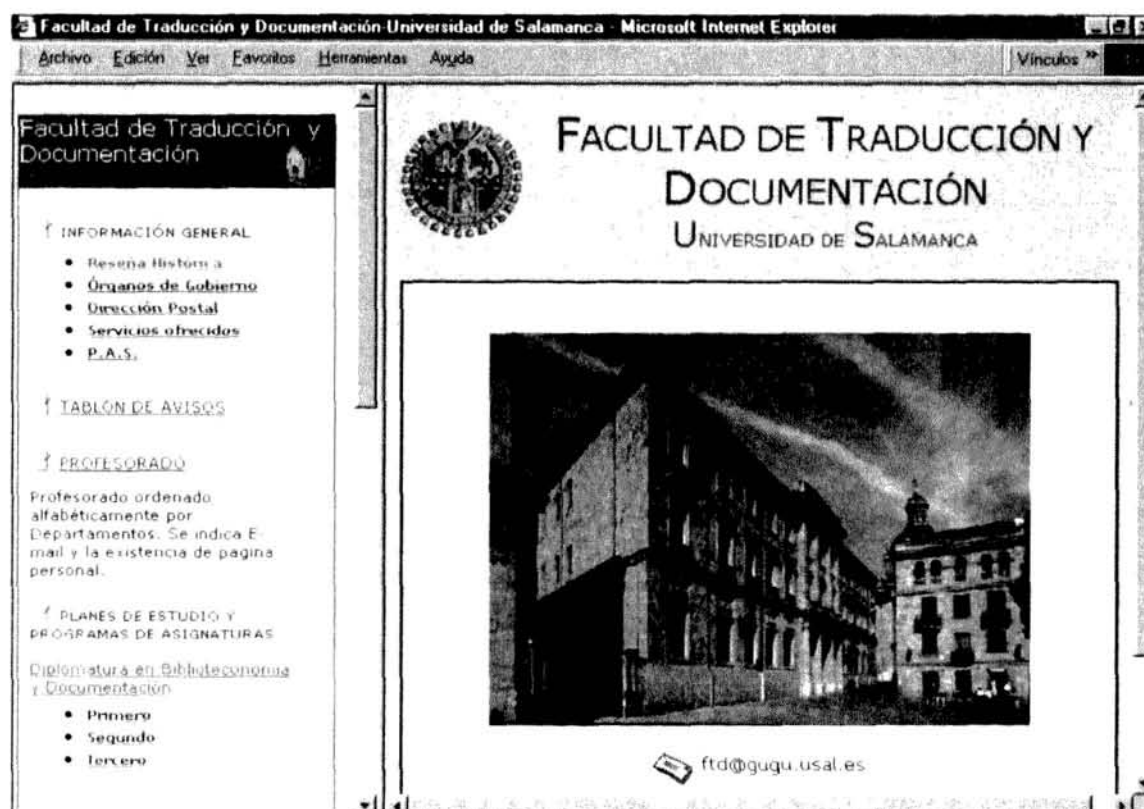 Facultad de Traducción y Documentación-Universidad de Salamanca - Microsoft Internet Explorer
Archivo Edición Ver Favoritos Herramientas Ayuda
Vínculos »
Facultad de Traducción y
Documentación
INFORMACIÓN GENERAL
Reseña Histórica
Órganos de Gobierno
Dirección Postal
Servicios ofrecidos
P.A.S.
TABLÓN DE AVISOS
PROFESORADO
Profesorado ordenado
alfabéticamente por
Departamentos. Se indica E-
mail y la existencia de pagina
personal.
PLANES DE ESTUDIO Y
PROGRAMAS DE ASIGNATURAS
Diplomatura en Biblioteconomía
y Documentación
Primero
Segundo
Tercero
FACULTAD DE TRADUCCIÓN Y
DOCUMENTACIÓN
UNIVERSIDAD DE SALAMANCA
ftd@gugu.usal.es